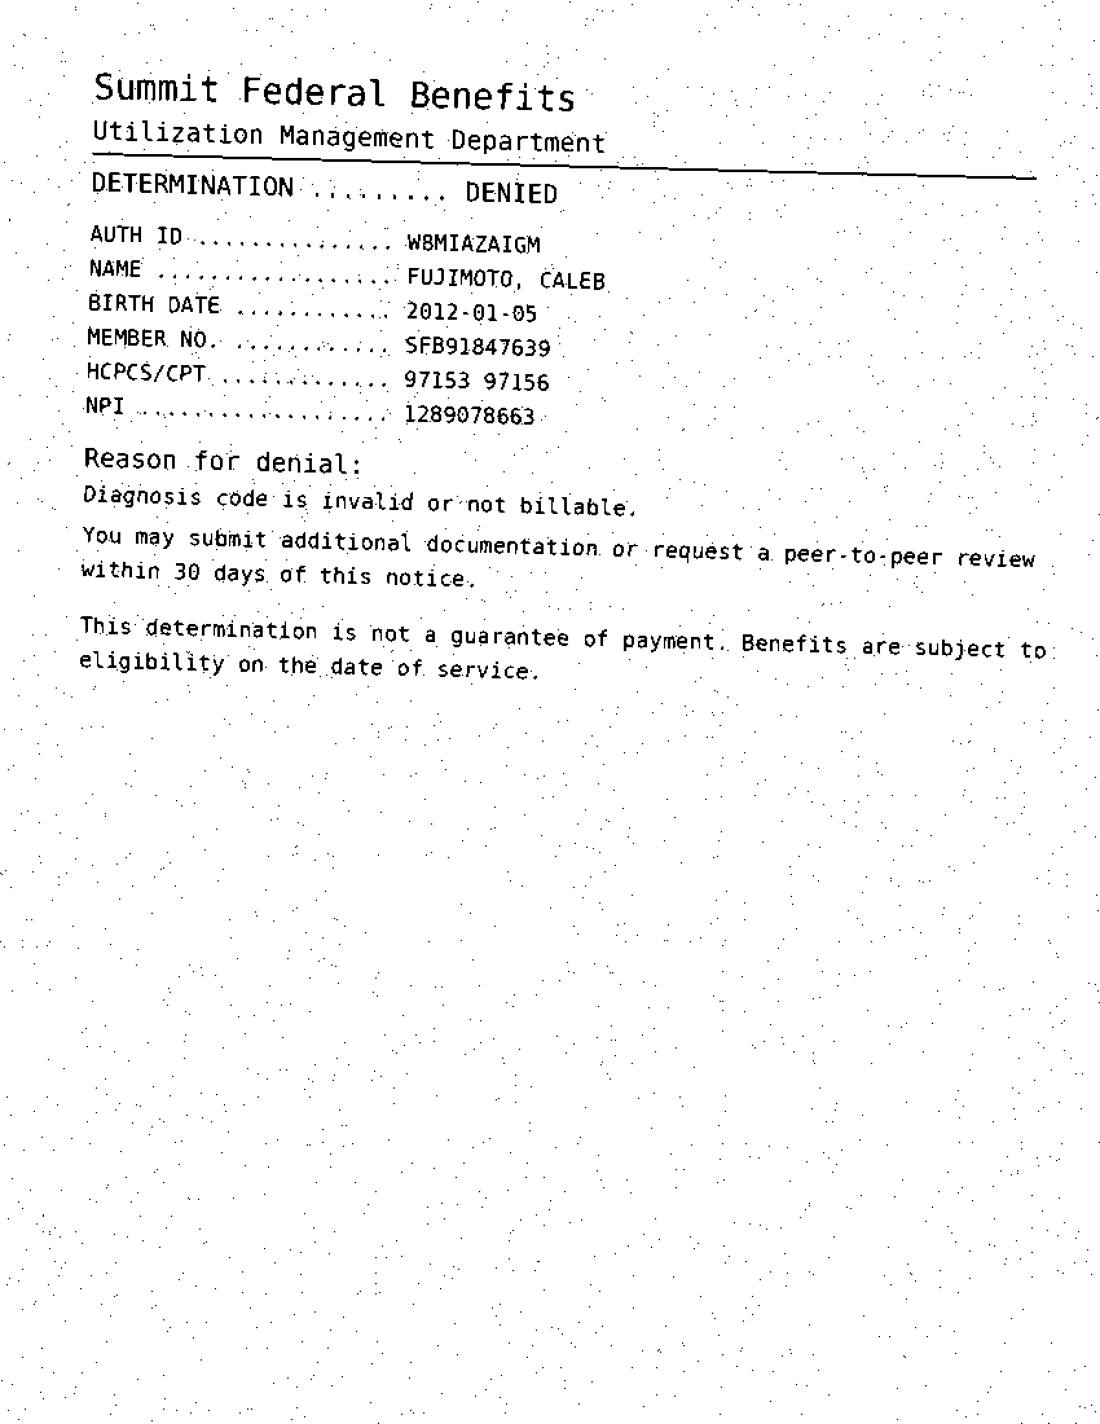 Summit Federal Benefits
Utilization Management Department
DETERMINATION ......... DENIED
AUTH ID ............... W8MIAZAIGM
NAME .................. FUJIMOTO, CALEB
BIRTH DATE ............ 2012-01-05
MEMBER NO. ............ SFB91847639
HCPCS/CPT ............. 97153 97156
NPI ................... 1289078663
Reason for denial:
Diagnosis code is invalid or not billable.
You may submit additional documentation or request a peer-to-peer review
within 30 days of this notice.
This determination is not a guarantee of payment. Benefits are subject to
eligibility on the date of service.